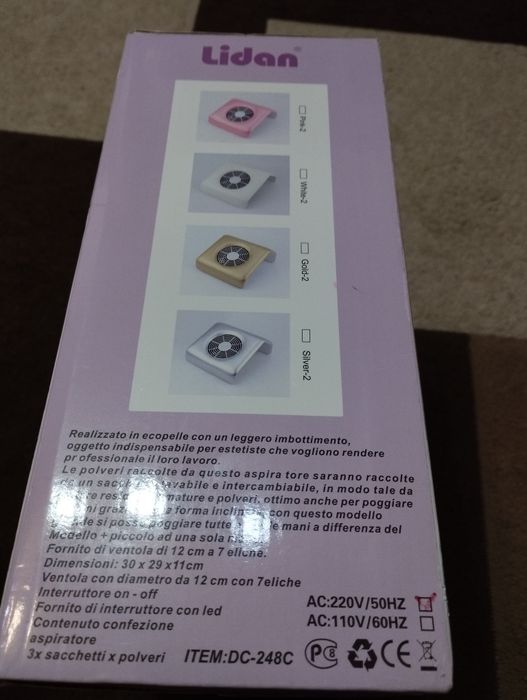 Lidan®
Pink-2
White-2
Gold-2
Silver-2
Realizzato in ecopelle con un leggero imbottimento,
oggetto indispensabile per estetiste che vogliono rendere
professionale il loro lavoro.
Le polveri raccolte da questo aspira tore saranno raccolte
da un lavabile e intercambiabile, in modo tale da
polveri, ottimo anche per poggiare
forma con questo modello
si poggiare mani a differenza del
Modello + piccolo ad una sola
Fornito di ventola di 12 cm a 7 eliche.
Dimensioni: 30 x 29 x11cm
Ventola con diametro da 12 cm con 7eliche
Interruttore on - off
Fornito di interruttore con led
Contenuto confezione
aspiratore
3x sacchetti x polveri
AC:220V/50HZ
AC:110V/60HZ
ITEM:DC-248C
CE